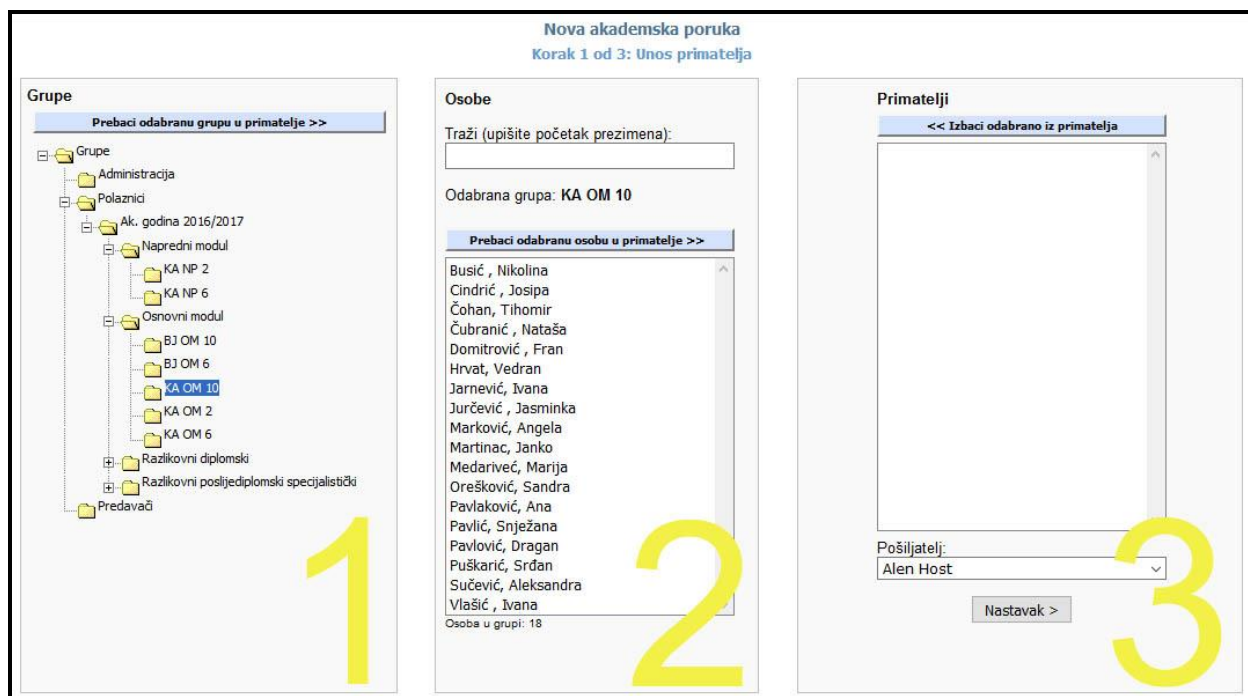 Nova akademska poruka
Korak 1 od 3: Unos primatelja
Grupe
Prebaci odabranu grupu u primatelje >>
Grupe
Administracija
Polaznici
Ak. godina 2016/2017
Napredni modul
KA NP 2
KA NP 6
Osnovni modul
BJ OM 10
BJ OM 6
KA OM 10
KA OM 2
KA OM 6
Razlikovni diplomski
Razlikovni poslijediplomski specijalistički
Predavači
1
Osobe
Traži (upišite početak prezimena):
Odabrana grupa: KA OM 10
Prebaci odabranu osobu u primatelje >>
Busić , Nikolina
Cindrić , Josipa
Čohan, Tihomir
Čubranić , Nataša
Domitrović , Fran
Hrvat, Vedran
Jarnević, Ivana
Jurčević , Jasminka
Marković, Angela
Martinac, Janko
Medariveć, Marija
Orešković, Sandra
Pavlaković, Ana
Pavlić, Snježana
Pavlović, Dragan
Puškarić, Srđan
Sučević, Aleksandra
Vlašić , Ivana
Osoba u grupi: 18
2
Primatelji
<< Izbaci odabrano iz primatelja
Pošiljatelj:
Alen Host
Nastavak >
3